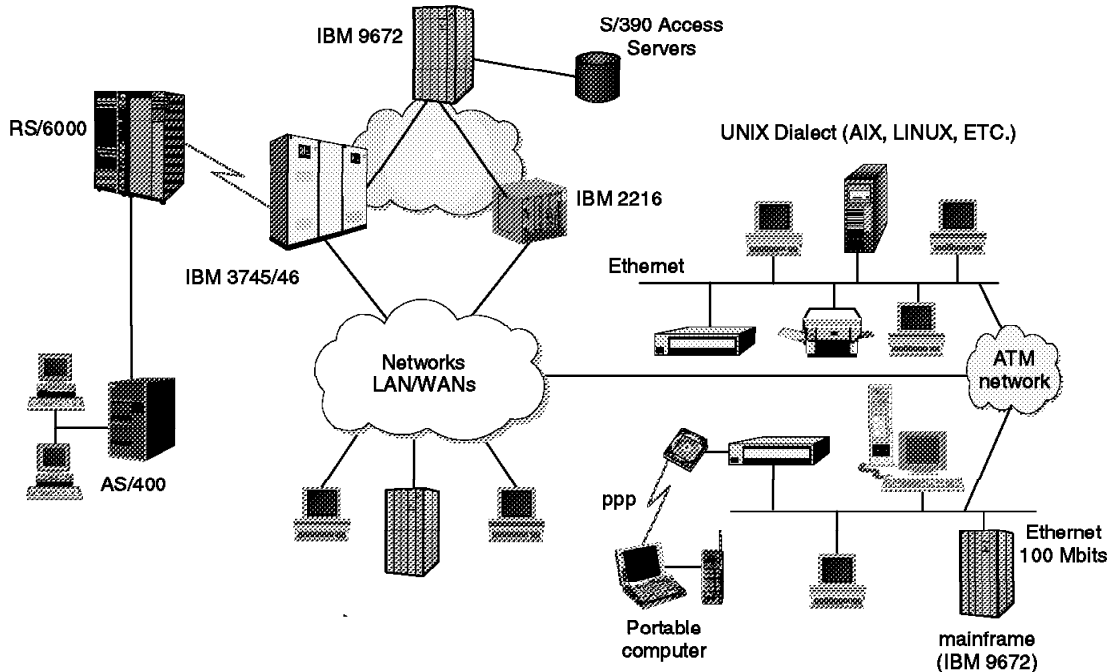 IBM 9672
S/390 Access
Servers
RS/6000
UNIX Dialect (AIX, LINUX, ETC.)
IBM 2216
IBM 3745/46
Ethernet
Networks
LAN/WANs
ATM
network
AS/400
ppp
Ethernet
100 Mbits
Portable
computer
mainframe
(IBM 9672)